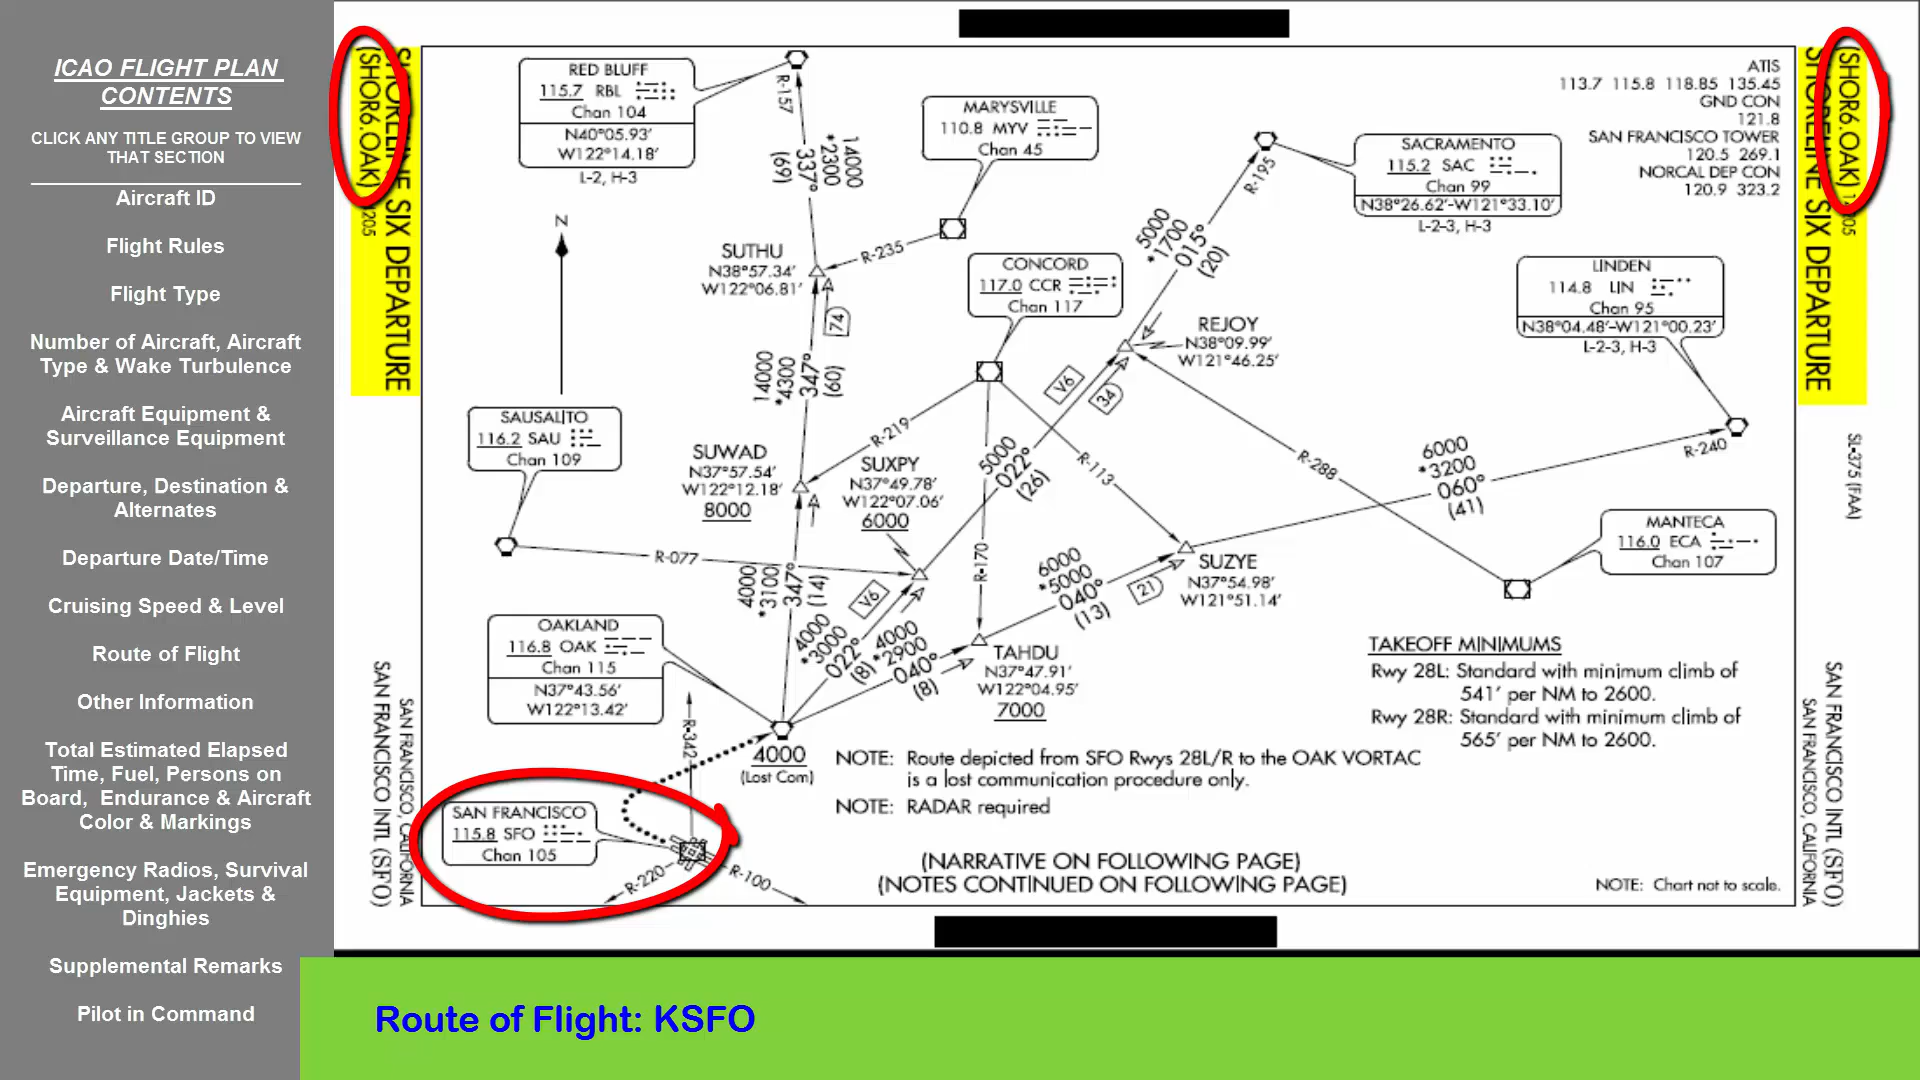 ICAO FLIGHT PLAN
CONTENTS
CLICK ANY TITLE GROUP TO VIEW
THAT SECTION
Aircraft ID
Flight Rules
Flight Type
Number of Aircraft, Aircraft
Type & Wake Turbulence
Aircraft Equipment &
Surveillance Equipment
Departure, Destination &
Alternates
Departure Date/Time
Cruising Speed & Level
Route of Flight
Other Information
Total Estimated Elapsed
Time, Fuel, Persons on
Board, Endurance & Aircraft
Color & Markings
Emergency Radios, Survival
Equipment, Jackets &
Dinghies
Supplemental Remarks
Pilot in Command
(SHOR6.OAK)
SHORELINE SIX DEPARTURE
SAN FRANCISCO INTL (SFO)
SAN FRANCISCO, CALIFORNIA
RED BLUFF
115.7 RBL
Chan 104
N40°05.93'
W122°14.18'
L-2, H-3
R-157
14000
*2300
337°
(69)
MARYSVILLE
110.8 MYV
Chan 45
R-235
SACRAMENTO
115.2 SAC
Chan 99
N38°26.62'-W121°33.10'
L-2-3, H-3
R-195
ATIS
113.7 115.8 118.85 135.45
GND CON
121.8
SAN FRANCISCO TOWER
120.5 269.1
NORCAL DEP CON
120.9 323.2
N
SUTHU
N38°57.34'
W122°06.81'
74
CONCORD
117.0 CCR
Chan 117
5000
*1700
015°
(20)
LINDEN
114.8 LIN
Chan 95
N38°04.48'-W121°00.23'
L-2-3, H-3
REJOY
N38°09.99'
W121°46.25'
14000
*4300
347°
(60)
V6
34
SAUSALITO
116.2 SAU
Chan 109
R-219
SUWAD
N37°57.54'
W122°12.18'
8000
SUXPY
N37°49.78'
W122°07.06'
6000
5000
022°
(26)
R-113
R-288
6000
*3200
060°
(41)
R-240
R-077
R-170
MANTECA
116.0 ECA
Chan 107
SUZYE
N37°54.98'
W121°51.14'
6000
*5000
040°
(13)
21
4000
*3100
347°
(14)
V6
4000
*3000
022°
(8)
4000
*2900
040°
(8)
OAKLAND
116.8 OAK
Chan 115
N37°43.56'
W122°13.42'
TAHDU
N37°47.91'
W122°04.95'
7000
TAKEOFF MINIMUMS
Rwy 28L: Standard with minimum climb of
541' per NM to 2600.
Rwy 28R: Standard with minimum climb of
565' per NM to 2600.
4000
(Lost Com)
R-342
NOTE: Route depicted from SFO Rwys 28L/R to the OAK VORTAC
is a lost communication procedure only.
NOTE: RADAR required
SAN FRANCISCO
115.8 SFO
Chan 105
R-220
R-100
(NARRATIVE ON FOLLOWING PAGE)
(NOTES CONTINUED ON FOLLOWING PAGE)
NOTE: Chart not to scale.
(SHOR6.OAK)
SHORELINE SIX DEPARTURE
SL-375 (FAA)
SAN FRANCISCO INTL (SFO)
SAN FRANCISCO, CALIFORNIA
Route of Flight: KSFO